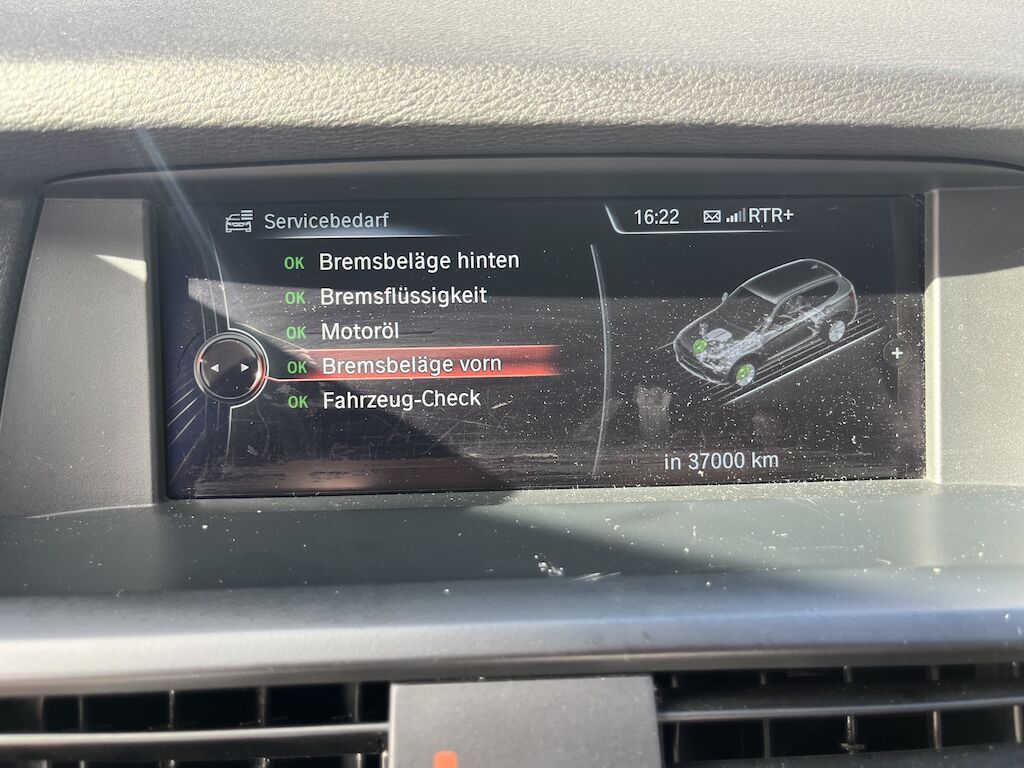 Servicebedarf
16:22 RTR+
OK Bremsbeläge hinten
OK Bremsflüssigkeit
OK Motoröl
OK Bremsbeläge vorn
OK Fahrzeug-Check
+
in 37000 km